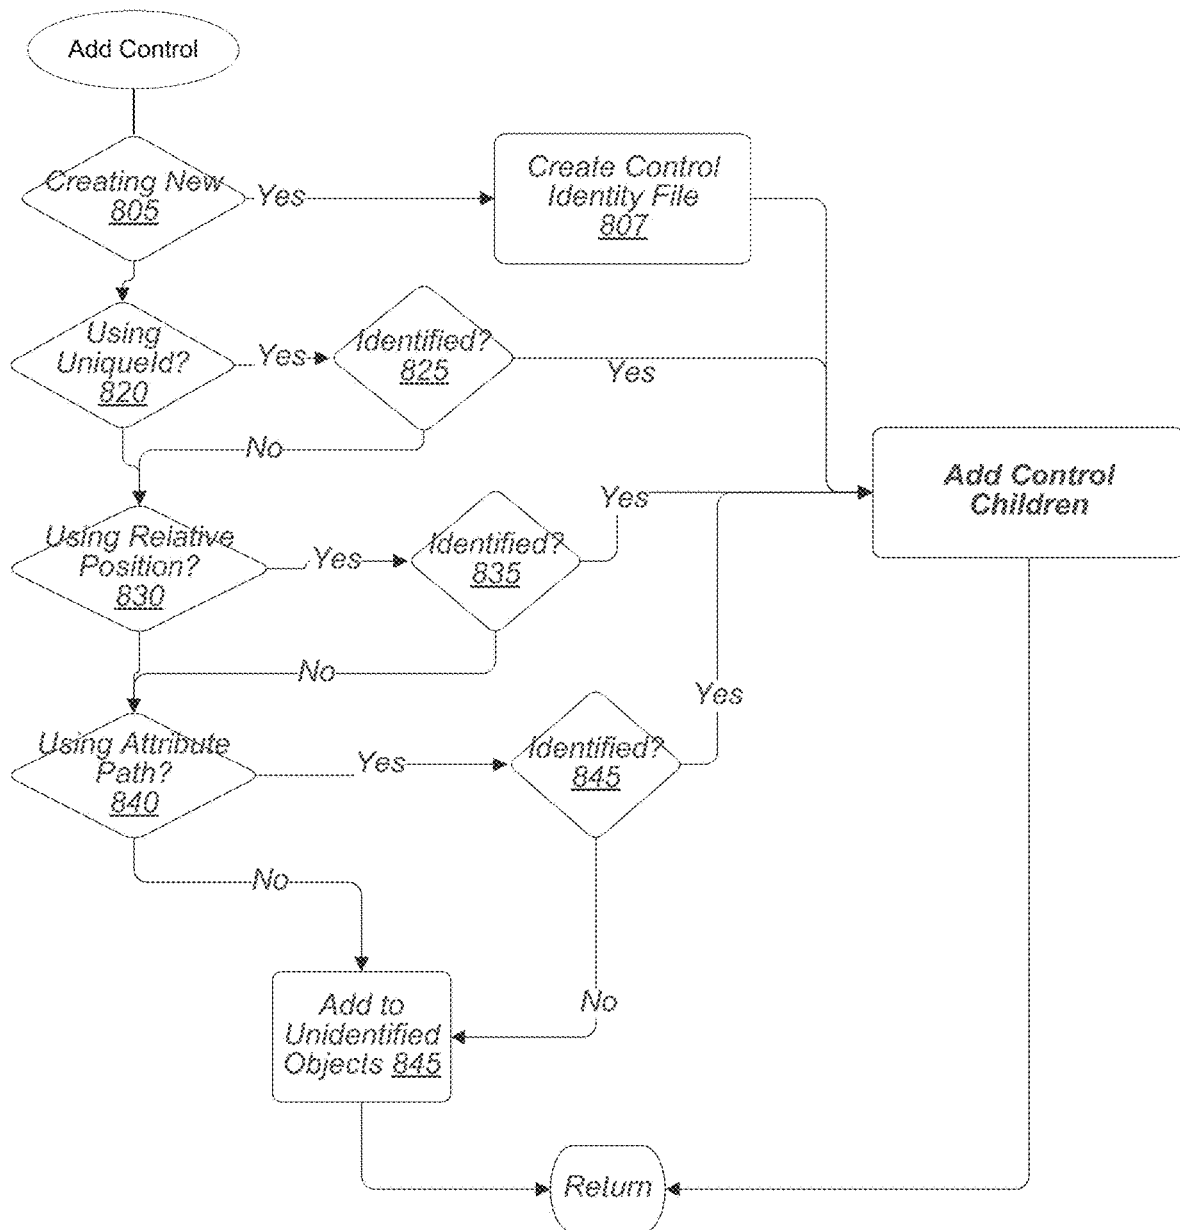 Add Control
Creating New
805
Yes
Create Control
Identity File
807
Using
UniqueId?
820
Yes
Identified?
825
Yes
No
Add Control
Children
Using Relative
Position?
830
Yes
Identified?
835
Yes
No
Using Attribute
Path?
840
Yes
Identified?
845
Yes
No
No
Add to
Unidentified
Objects 845
Return